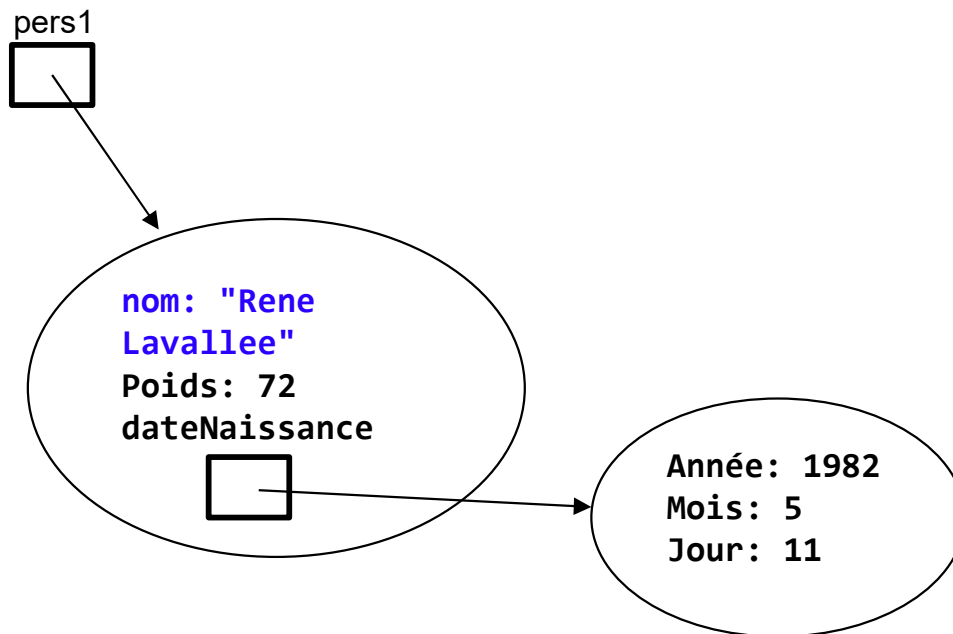 pers1
nom: "Rene
Lavallee"
Poids: 72
dateNaissance
Année: 1982
Mois: 5
Jour: 11